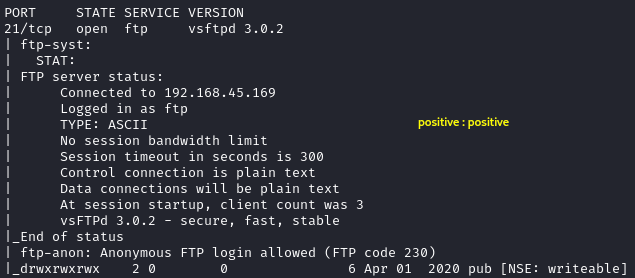 PORT STATE SERVICE VERSION
21/tcp open ftp vsftpd 3.0.2
| ftp-syst:
| STAT:
| FTP server status:
| Connected to 192.168.45.169
| Logged in as ftp
| TYPE: ASCII
positive : positive
| No session bandwidth limit
| Session timeout in seconds is 300
| Control connection is plain text
| Data connections will be plain text
| At session startup, client count was 3
| vsFTPd 3.0.2 - secure, fast, stable
|_End of status
| ftp-anon: Anonymous FTP login allowed (FTP code 230)
|_drwxrwxrwx 2 0 0 6 Apr 01 2020 pub [NSE: writeable]